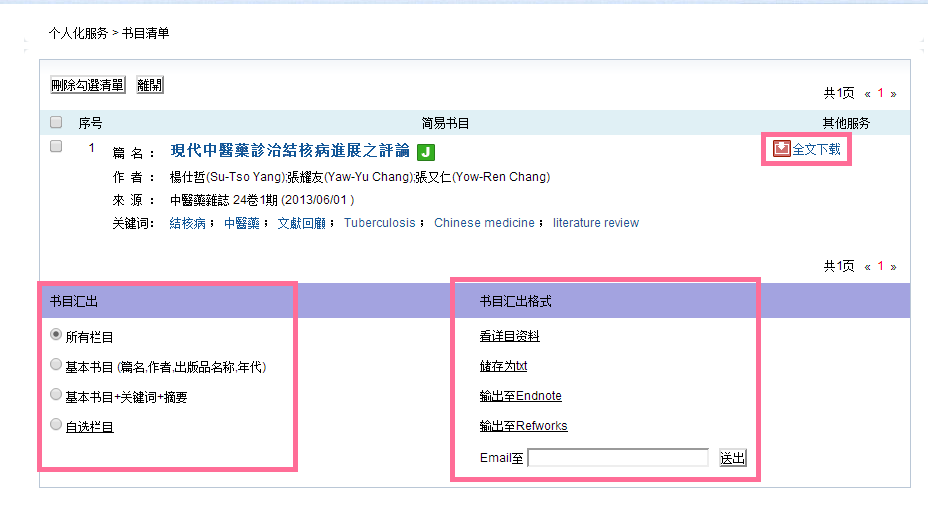 个人化服务 > 书目清单
刪除勾選清單 離開
共1页 « 1 »
序号 简易书目 其他服务
1 篇 名： 現代中醫藥診治結核病進展之評論 J 全文下载
作 者： 楊仕哲(Su-Tso Yang);張耀友(Yaw-Yu Chang);張又仁(Yow-Ren Chang)
來 源： 中醫藥雜誌 24卷1期 (2013/06/01 )
关键词： 結核病； 中醫藥； 文獻回顧； Tuberculosis； Chinese medicine； literature review
共1页 « 1 »
书目汇出 书目汇出格式
所有栏目 看详目资料
基本书目 (篇名,作者,出版品名称,年代) 储存为txt
基本书目+关键词+摘要 输出至Endnote
自选栏目 输出至Refworks
Email至 送出